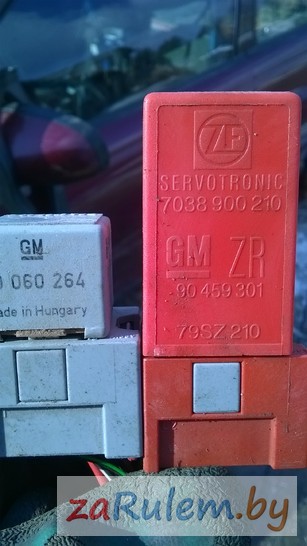 ZF
SERVOTRONIC
7038 900 210
GM ZR
90 459 301
79SZ 210
GM
060 264
ade in Hungary
zaRulem.by